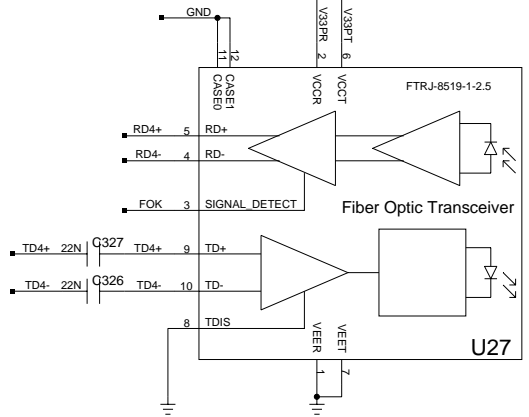 GND
V33PR
V33PT
11
12
2
6
CASE0
CASE1
VCCR
VCCT
FTRJ-8519-1-2.5
RD4+ 5 RD+
RD4- 4 RD-
FOK 3 SIGNAL_DETECT
Fiber Optic Transceiver
TD4+ 22N C327 TD4+ 9 TD+
TD4- 22N C326 TD4- 10 TD-
8 TDIS
VEER
VEET
U27
1
7